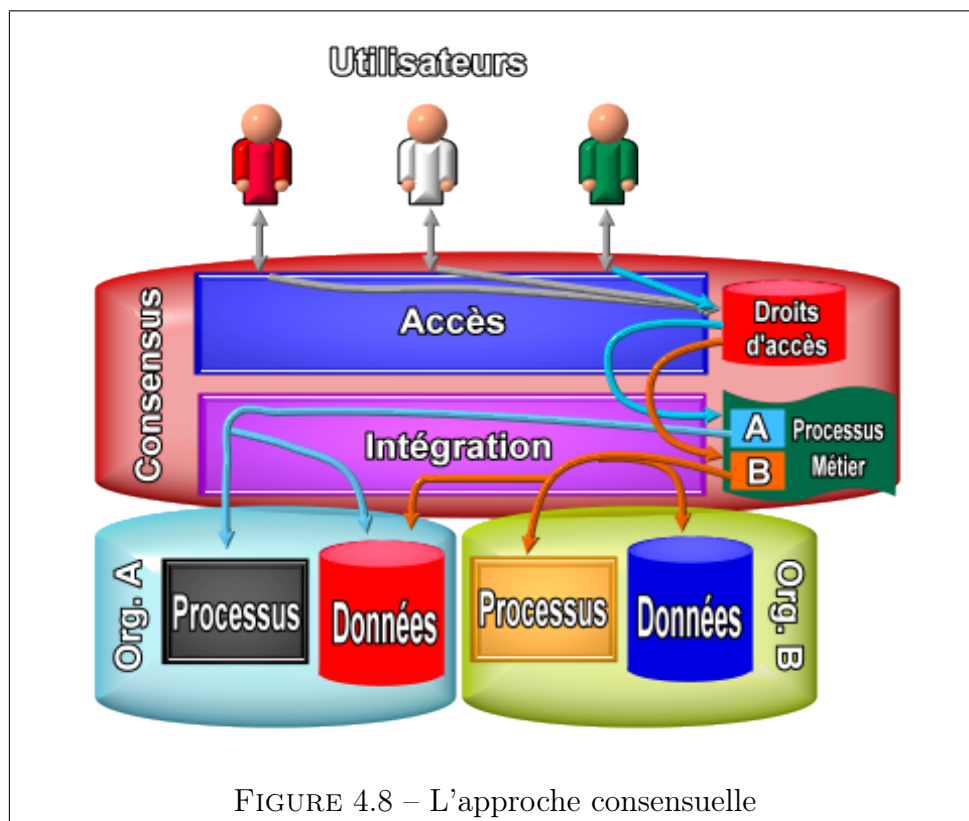 Utilisateurs
Consensus
Accès
Droits
d'accès
Intégration
A
B
Processus
Métier
Org. A
Processus
Données
Processus
Données
Org. B
FIGURE 4.8 – L'approche consensuelle